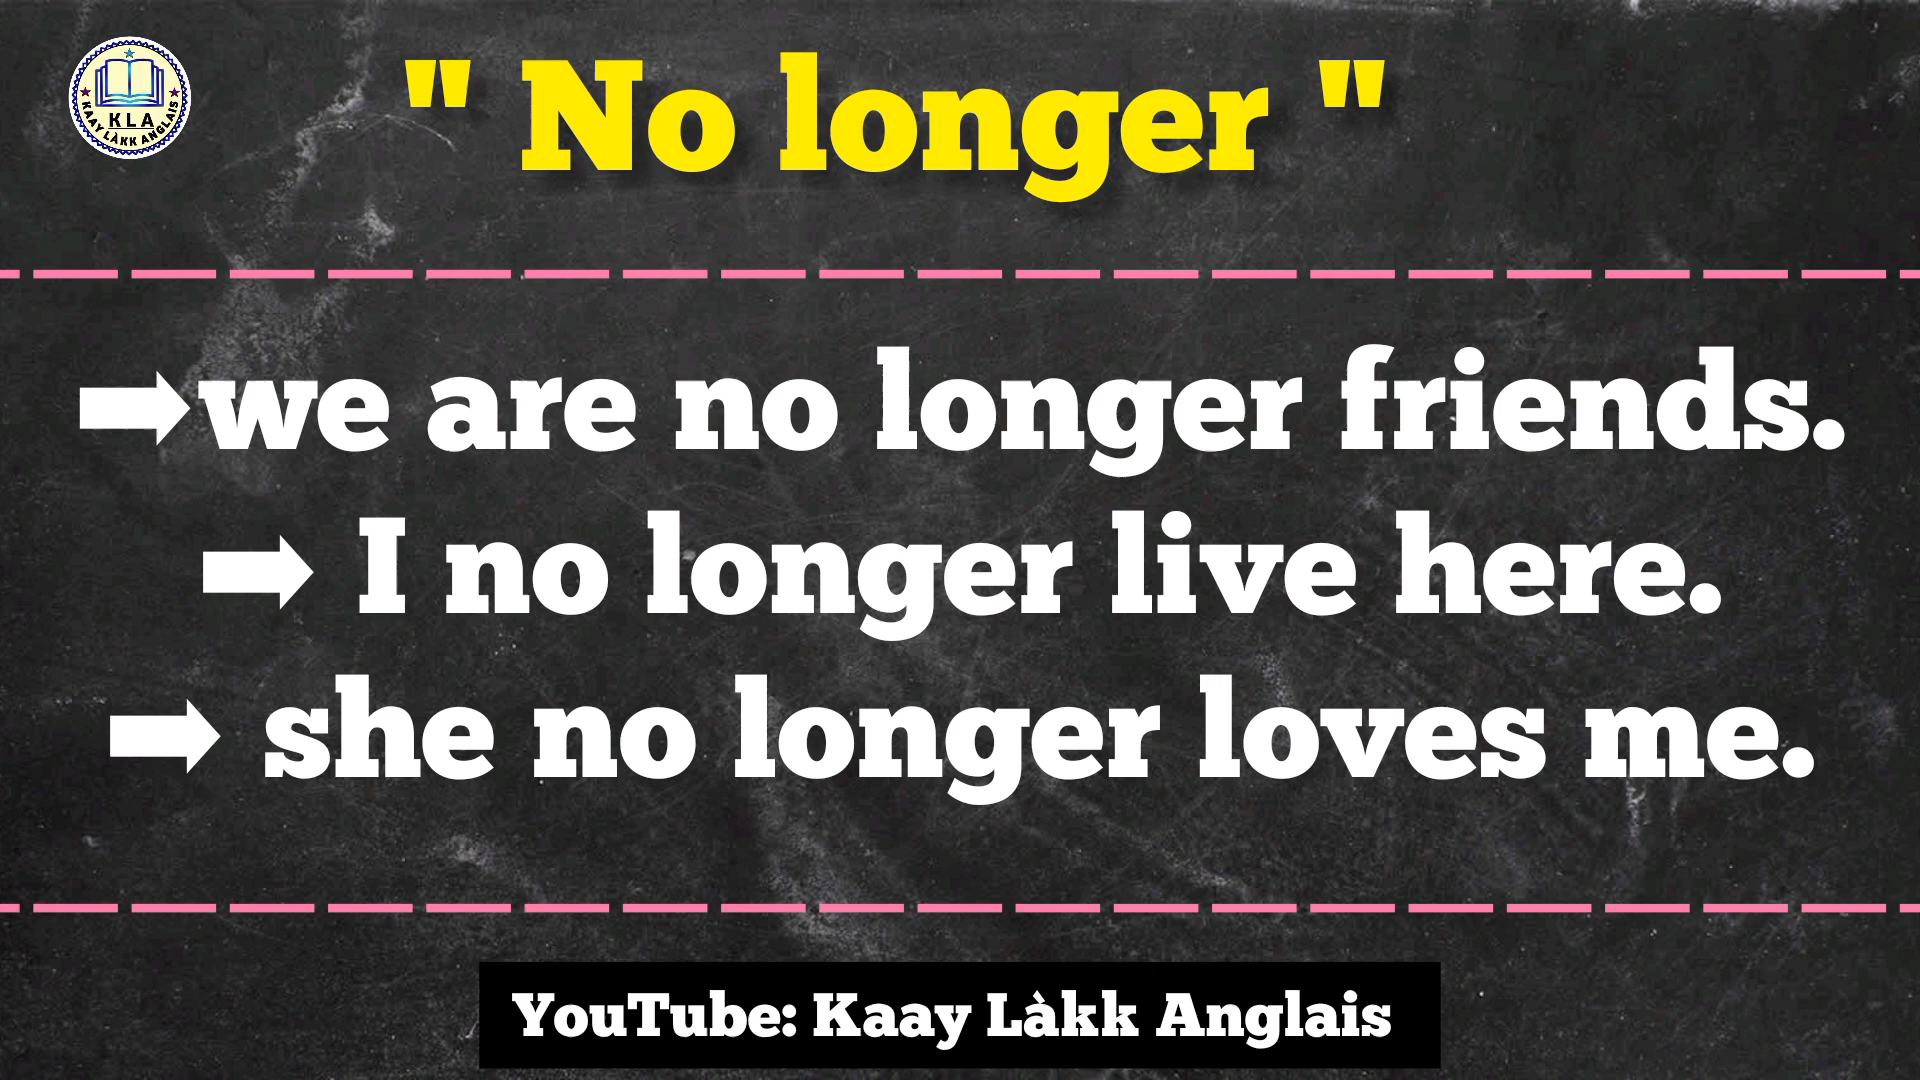 KLA
KAAY LÀKK ANGLAIS
" No longer "
➡we are no longer friends.
➡ I no longer live here.
➡ she no longer loves me.
YouTube: Kaay Làkk Anglais